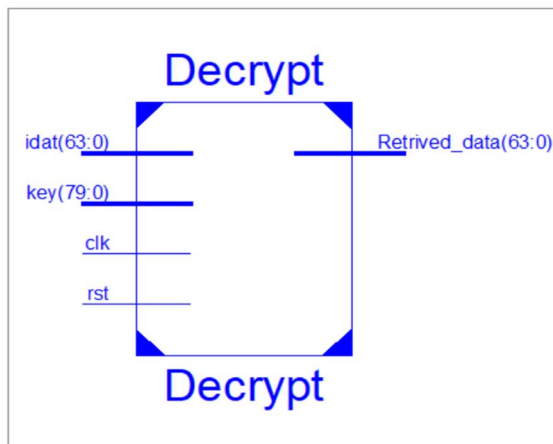 Decrypt
idat(63:0)
Retrived_data(63:0)
key(79:0)
clk
rst
Decrypt